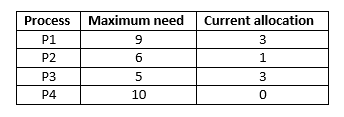 Process Maximum need Current allocation
P1 9 3
P2 6 1
P3 5 3
P4 10 0